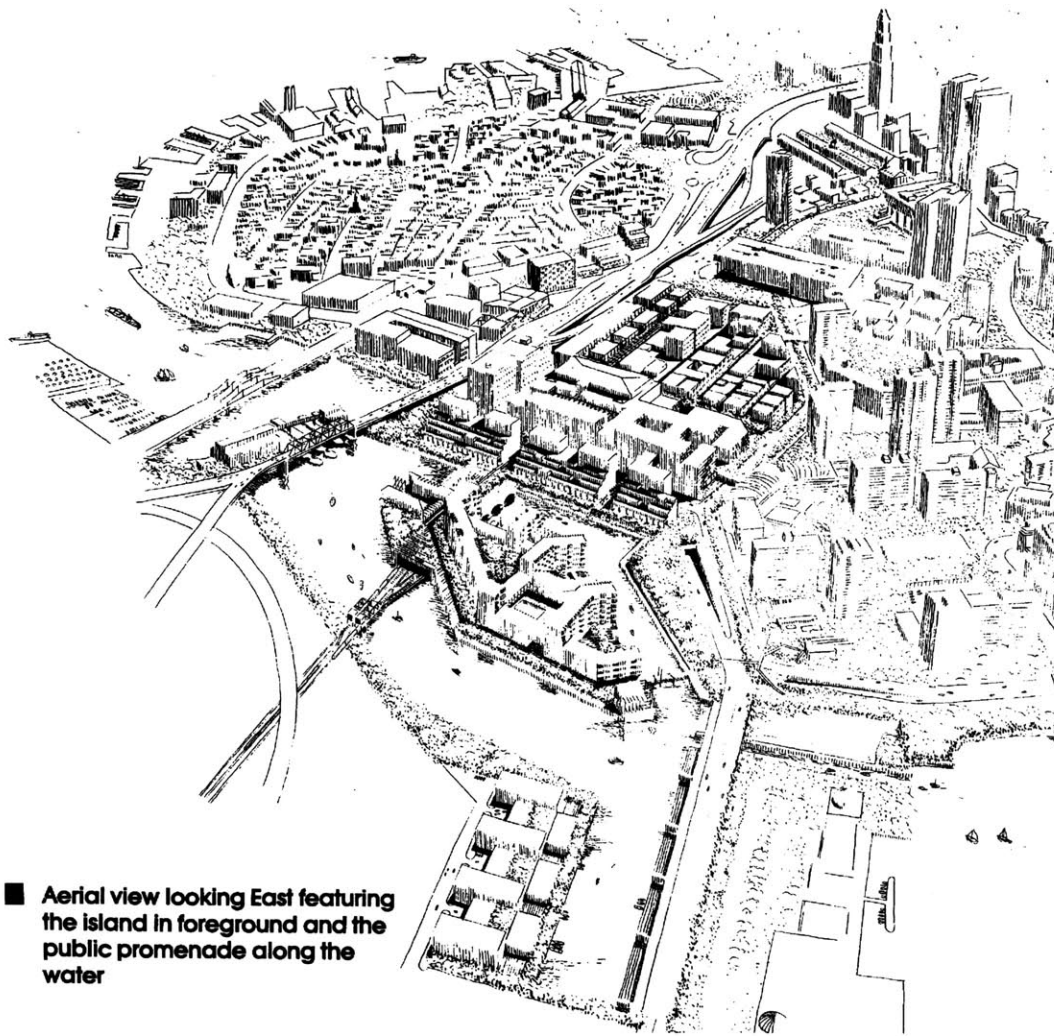 Aerial view looking East featuring
the island in foreground and the
public promenade along the
water